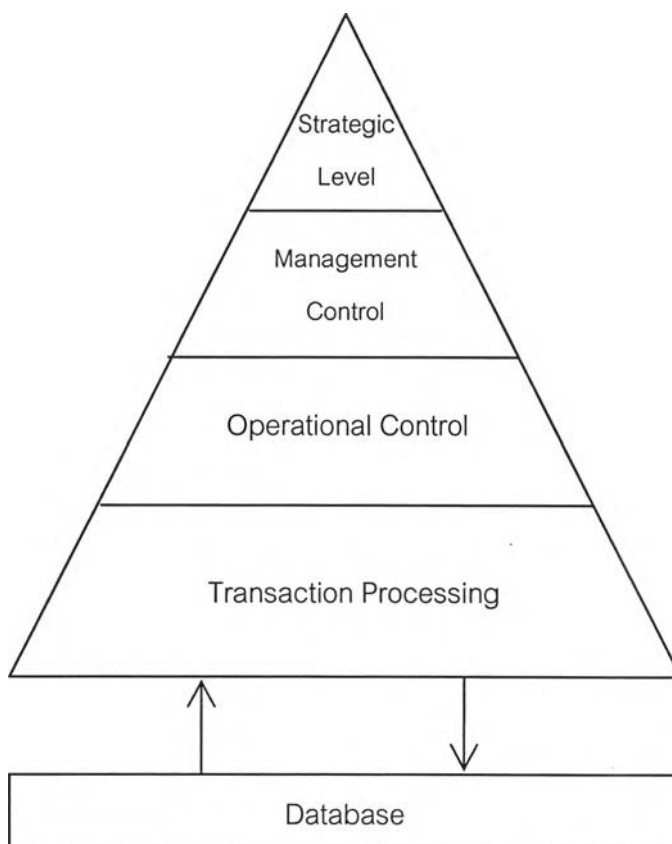 Strategic
Level
Management
Control
Operational Control
Transaction Processing
Database